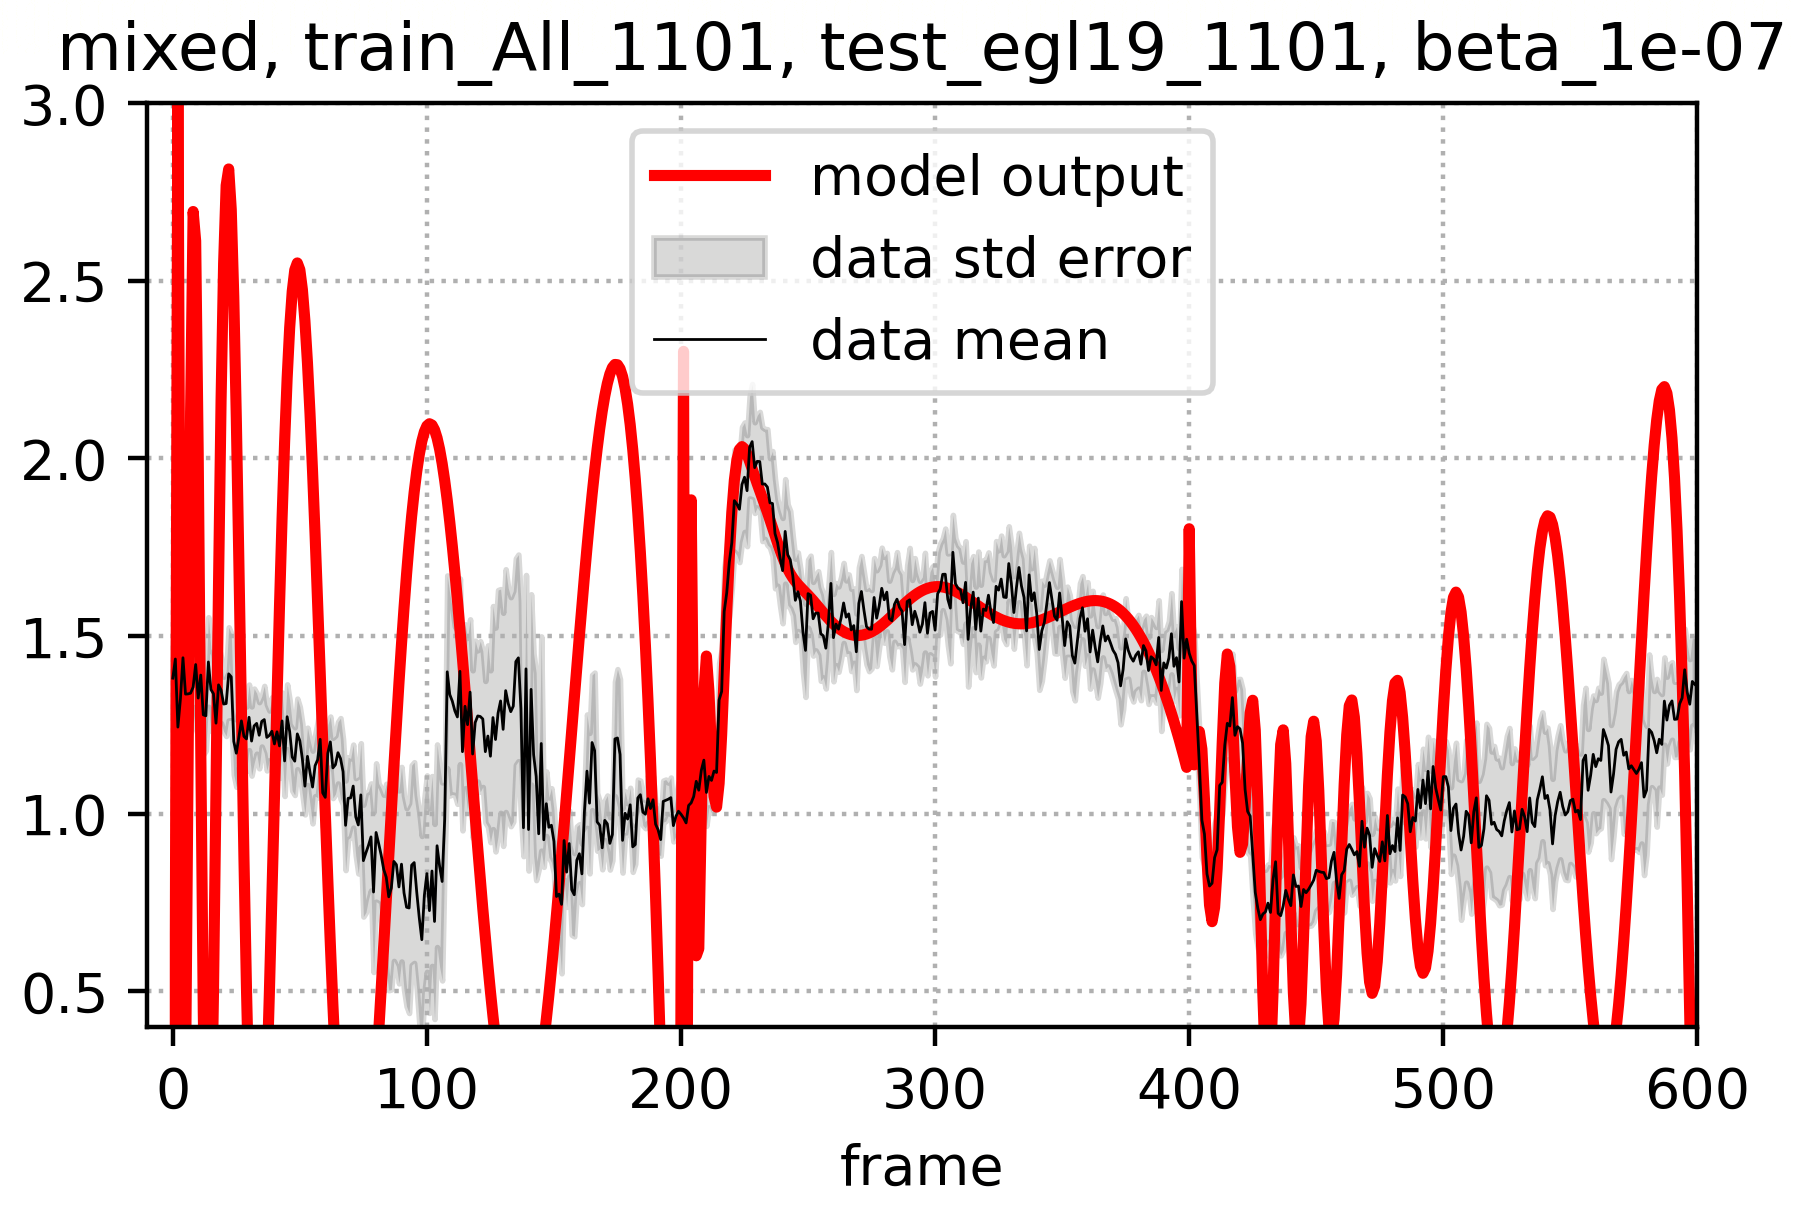 mixed, train_All_1101, test_egl19_1101, beta_1e-07
3.0
2.5
2.0
1.5
1.0
0.5
model output
data std error
data mean
0 100 200 300 400 500 600
frame